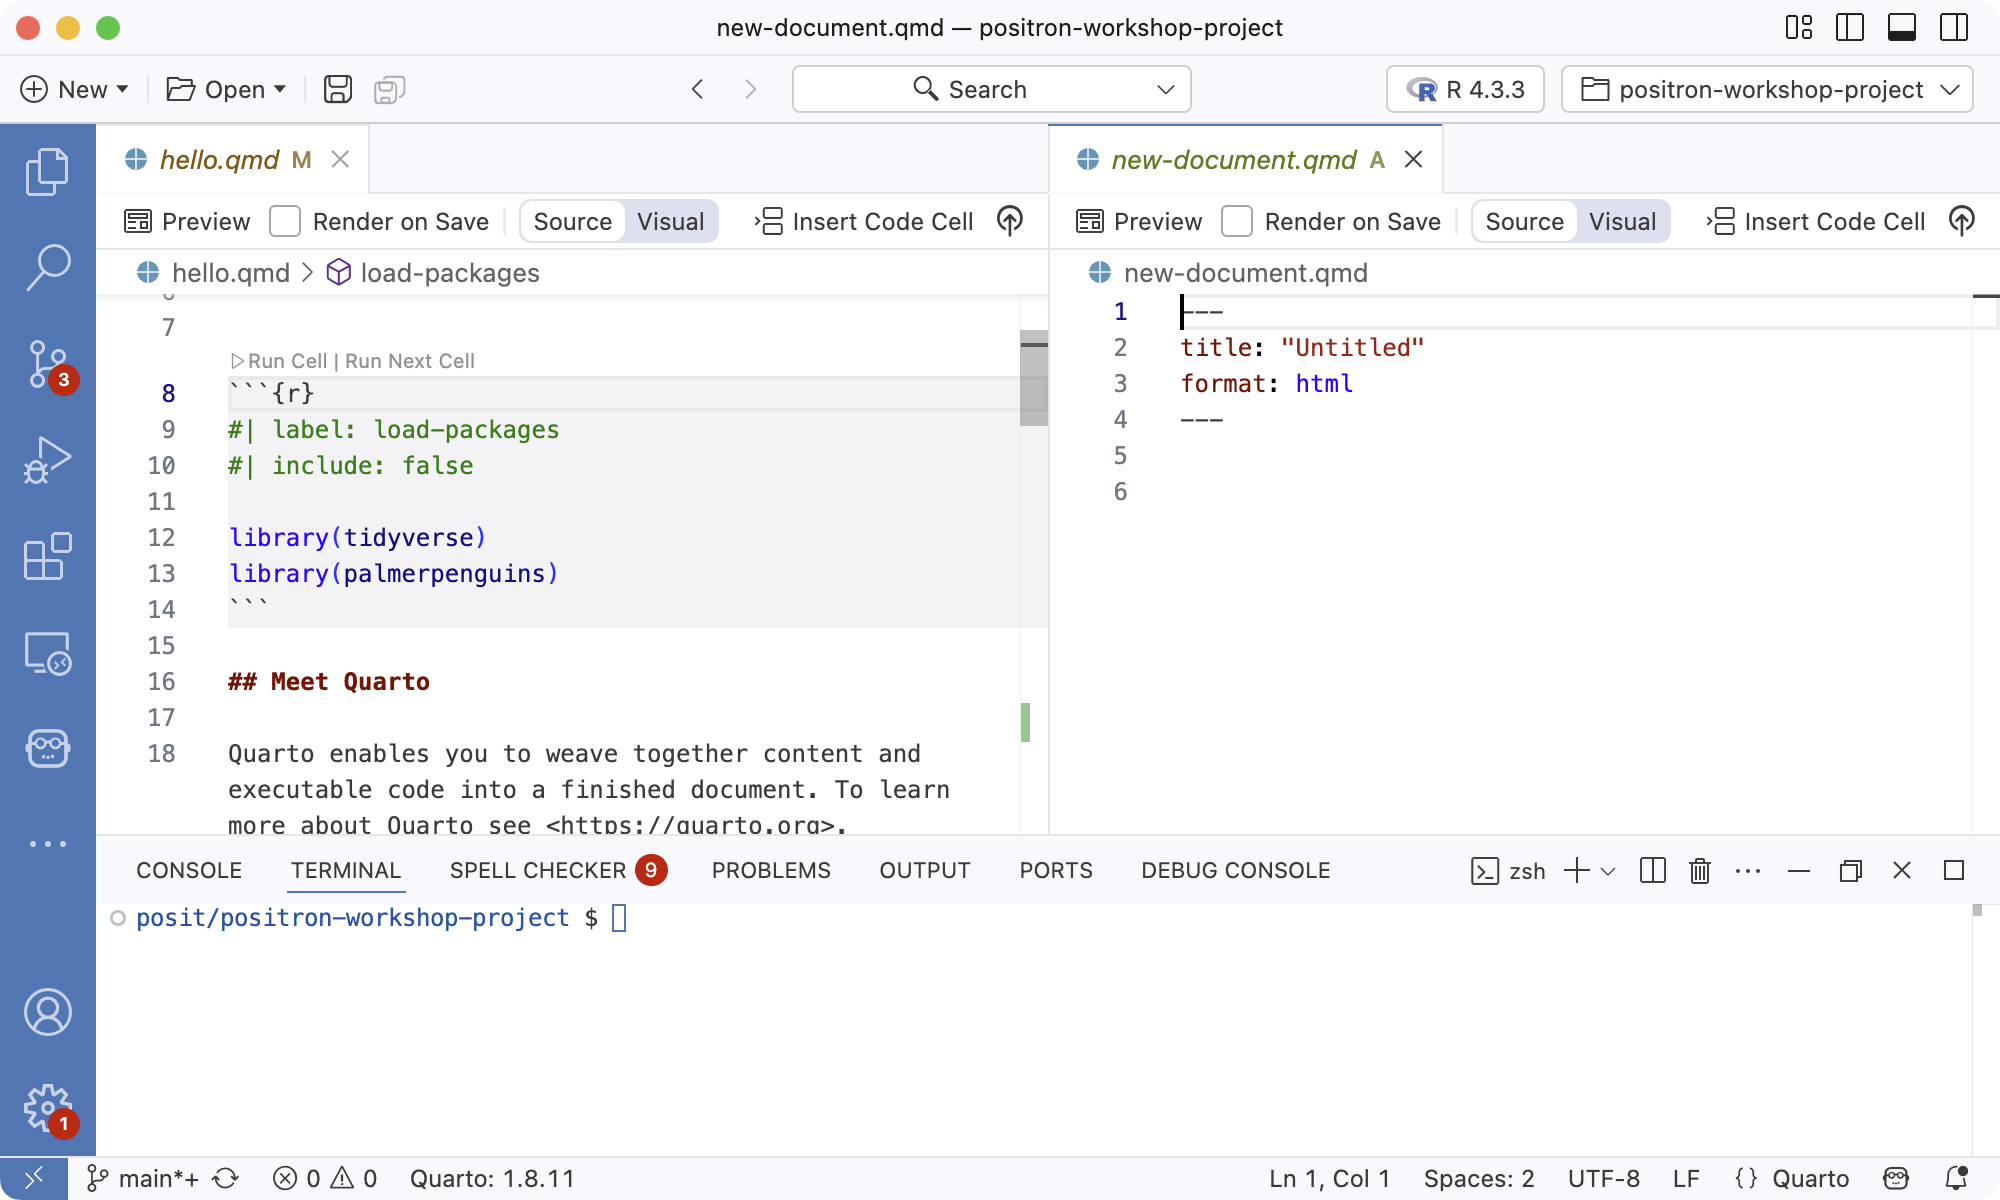 new-document.qmd — positron-workshop-project
New Open Search R 4.3.3 positron-workshop-project
hello.qmd M
Preview Render on Save Source Visual Insert Code Cell
hello.qmd > load-packages
7
Run Cell | Run Next Cell
8 ```{r}
9 #| label: load-packages
10 #| include: false
11
12 library(tidyverse)
13 library(palmerpenguins)
14 ```
15
16 ## Meet Quarto
17
18 Quarto enables you to weave together content and
executable code into a finished document. To learn
more about Quarto see <https://quarto.org>.
new-document.qmd A
Preview Render on Save Source Visual Insert Code Cell
new-document.qmd
1 ---
2 title: "Untitled"
3 format: html
4 ---
5
6
3
1
CONSOLE TERMINAL SPELL CHECKER 9 PROBLEMS OUTPUT PORTS DEBUG CONSOLE zsh
posit/positron-workshop-project $
main*+ 0 0 Quarto: 1.8.11 Ln 1, Col 1 Spaces: 2 UTF-8 LF {} Quarto